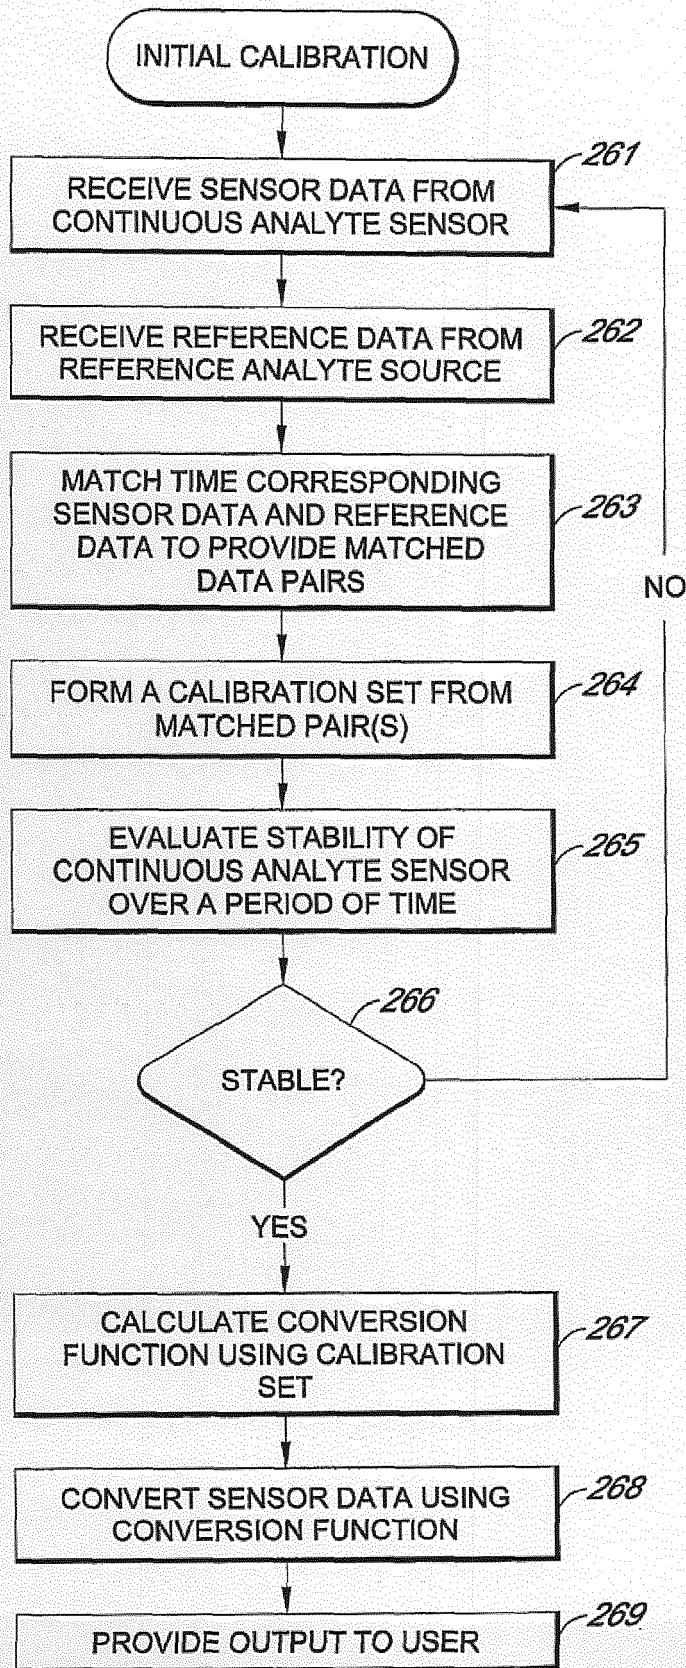 INITIAL CALIBRATION
261
RECEIVE SENSOR DATA FROM
CONTINUOUS ANALYTE SENSOR
262
RECEIVE REFERENCE DATA FROM
REFERENCE ANALYTE SOURCE
263
MATCH TIME CORRESPONDING
SENSOR DATA AND REFERENCE
DATA TO PROVIDE MATCHED
DATA PAIRS
NO
264
FORM A CALIBRATION SET FROM
MATCHED PAIR(S)
265
EVALUATE STABILITY OF
CONTINUOUS ANALYTE SENSOR
OVER A PERIOD OF TIME
266
STABLE?
YES
267
CALCULATE CONVERSION
FUNCTION USING CALIBRATION
SET
268
CONVERT SENSOR DATA USING
CONVERSION FUNCTION
269
PROVIDE OUTPUT TO USER